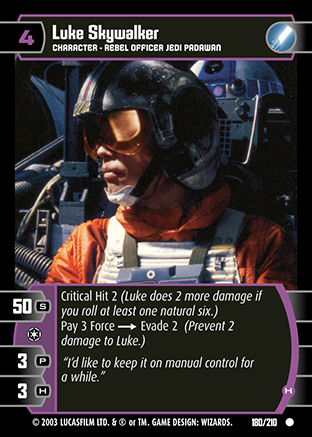 4
Luke Skywalker
CHARACTER - REBEL OFFICER JEDI PADAWAN
50 S
Critical Hit 2 (Luke does 2 more damage if
you roll at least one natural six.)
Pay 3 Force → Evade 2 (Prevent 2
damage to Luke.)
3 P
“I’d like to keep it on manual control for
a while.”
3 H
H
© 2003 LUCASFILM LTD. & ® or TM. GAME DESIGN: WIZARDS.
180/210